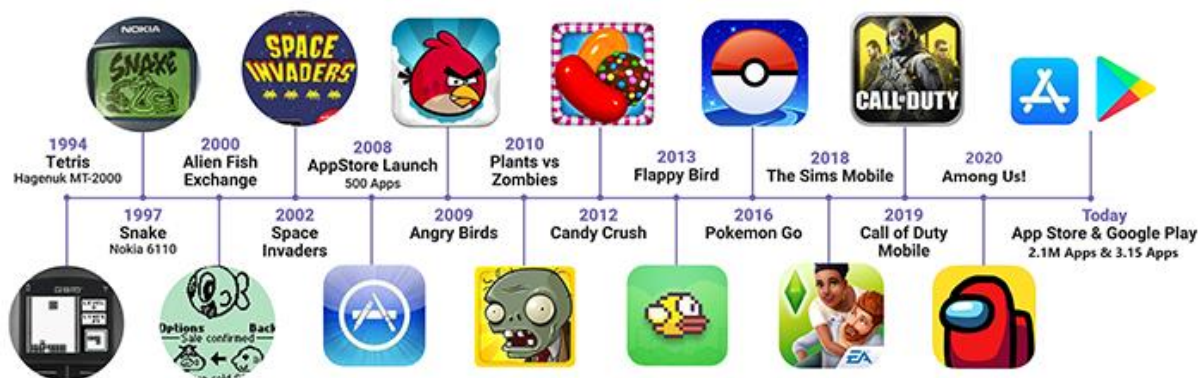 NOKIA
SNAKE
SPACE
INVADERS
CALL OF DUTY
1994
Tetris
Hagenuk MT-2000
2000
Alien Fish
Exchange
2008
AppStore Launch
500 Apps
2010
Plants vs
Zombies
2013
Flappy Bird
2018
The Sims Mobile
2020
Among Us!
1997
Snake
Nokia 6110
2002
Space
Invaders
2009
Angry Birds
2012
Candy Crush
2016
Pokemon Go
2019
Call of Duty
Mobile
Today
App Store & Google Play
2.1M Apps & 3.15 Apps
Options Back
Sale confirmed
EA